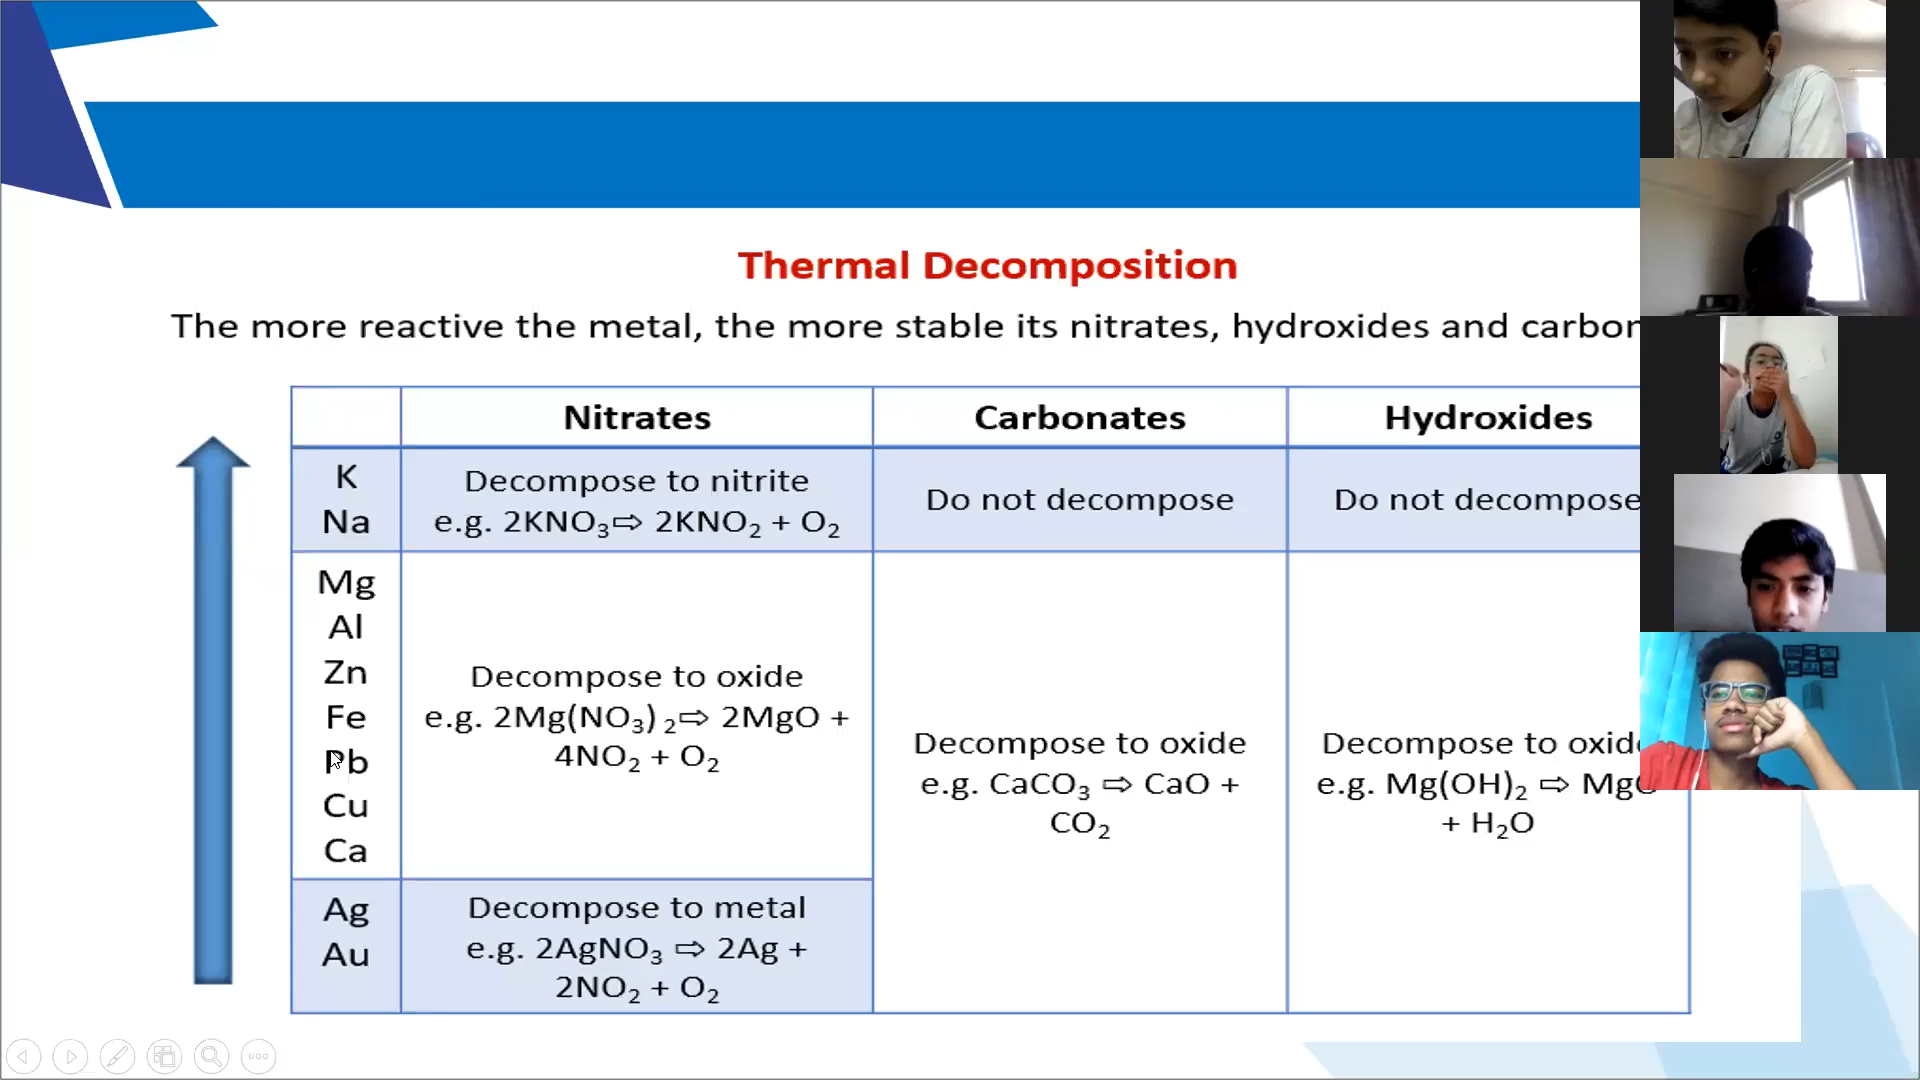 Thermal Decomposition
The more reactive the metal, the more stable its nitrates, hydroxides and carbon
Nitrates
Carbonates
Hydroxides
K
Na
Decompose to nitrite
e.g. 2KNO₃⇨ 2KNO₂ + O₂
Do not decompose
Do not decompose
Mg
Al
Zn
Fe
Pb
Cu
Ca
Decompose to oxide
e.g. 2Mg(NO₃)₂⇨ 2MgO +
4NO₂ + O₂
Decompose to oxide
e.g. CaCO₃ ⇨ CaO +
CO₂
Decompose to oxid
e.g. Mg(OH)₂ ⇨ MgO
+ H₂O
Ag
Au
Decompose to metal
e.g. 2AgNO₃ ⇨ 2Ag +
2NO₂ + O₂